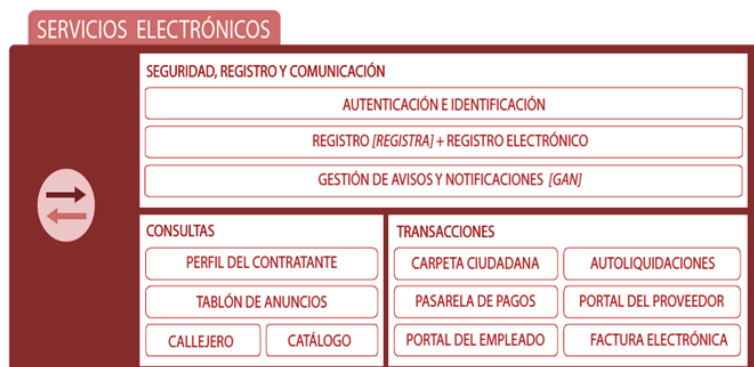 SERVICIOS ELECTRÓNICOS
SEGURIDAD, REGISTRO Y COMUNICACIÓN
AUTENTICACIÓN E IDENTIFICACIÓN
REGISTRO [REGISTRA] + REGISTRO ELECTRÓNICO
GESTIÓN DE AVISOS Y NOTIFICACIONES [GAN]
CONSULTAS
PERFIL DEL CONTRATANTE
TABLÓN DE ANUNCIOS
CALLEJERO
CATÁLOGO
TRANSACCIONES
CARPETA CIUDADANA
AUTOLIQUIDACIONES
PASARELA DE PAGOS
PORTAL DEL PROVEEDOR
PORTAL DEL EMPLEADO
FACTURA ELECTRÓNICA